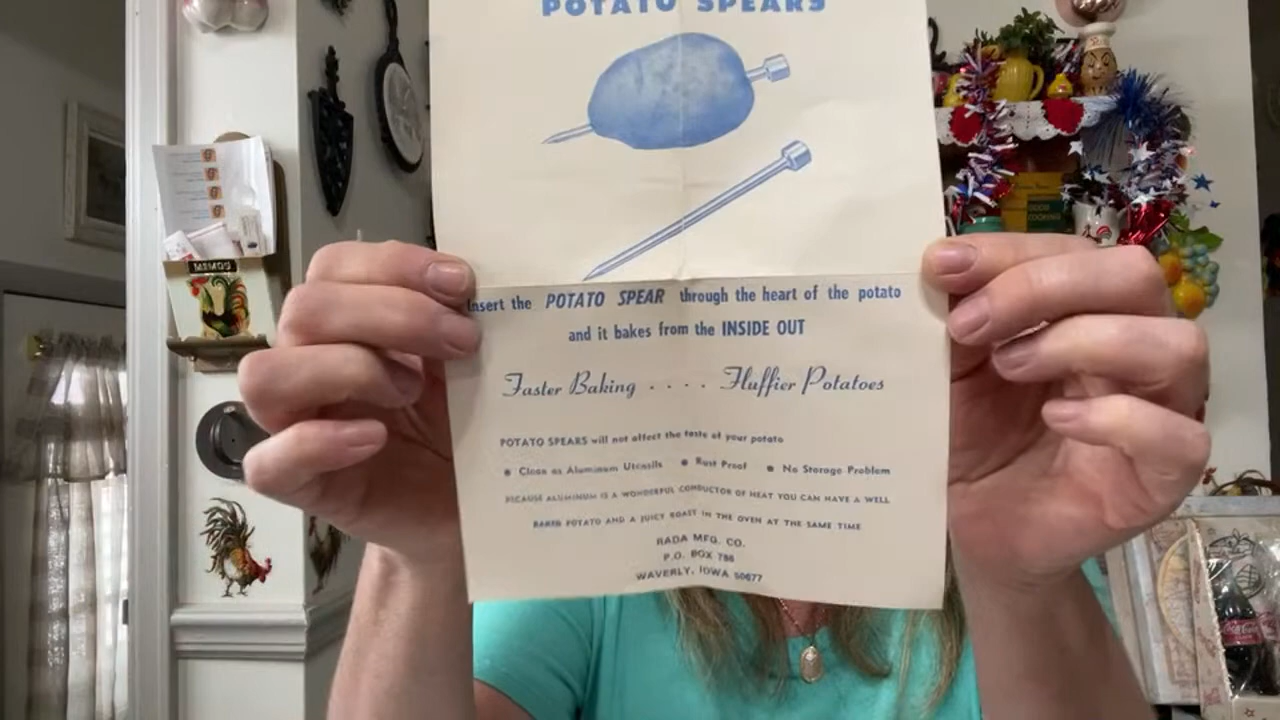 POTATO SPEARS
Insert the POTATO SPEAR through the heart of the potato
and it bakes from the INSIDE OUT
Faster Baking . . . . Fluffier Potatoes
POTATO SPEARS will not affect the taste of your potato
• Clean as Aluminum Utensils • Rust Proof • No Storage Problem
BECAUSE ALUMINUM IS A WONDERFUL CONDUCTOR OF HEAT YOU CAN HAVE A WELL
BAKED POTATO AND A JUICY ROAST IN THE OVEN AT THE SAME TIME
RADA MFG. CO.
P.O. BOX 788
WAVERLY, IOWA 50677
MEMOS
GOOD
COOKING